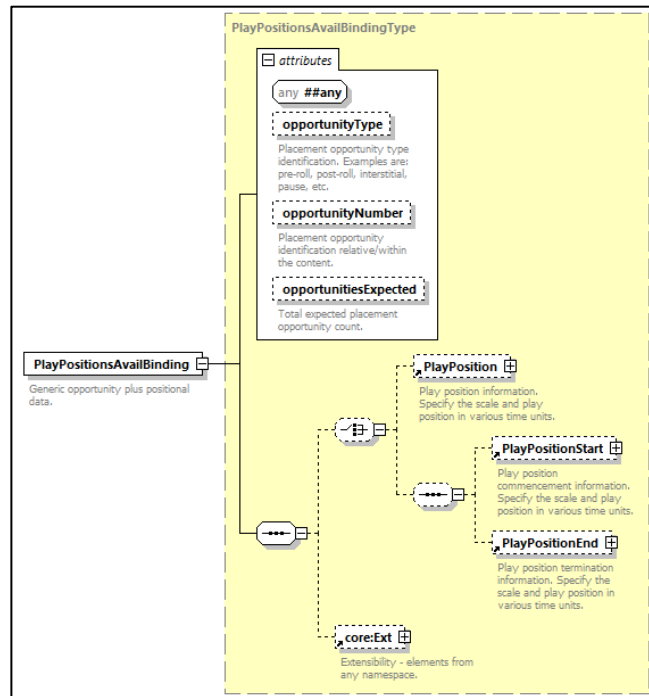 PlayPositionsAvailBindingType
attributes
any ##any
opportunityType
Placement opportunity type
identification. Examples are:
pre-roll, post-roll, interstitial,
pause, etc.
opportunityNumber
Placement opportunity
identification relative/within
the content.
opportunitiesExpected
Total expected placement
opportunity count.
PlayPositionsAvailBinding
Generic opportunity plus positional
data.
PlayPosition
Play position information.
Specify the scale and play
position in various time units.
PlayPositionStart
Play position
commencement information.
Specify the scale and play
position in various time units.
PlayPositionEnd
Play position termination
information. Specify the
scale and play position in
various time units.
core:Ext
Extensibility - elements from
any namespace.